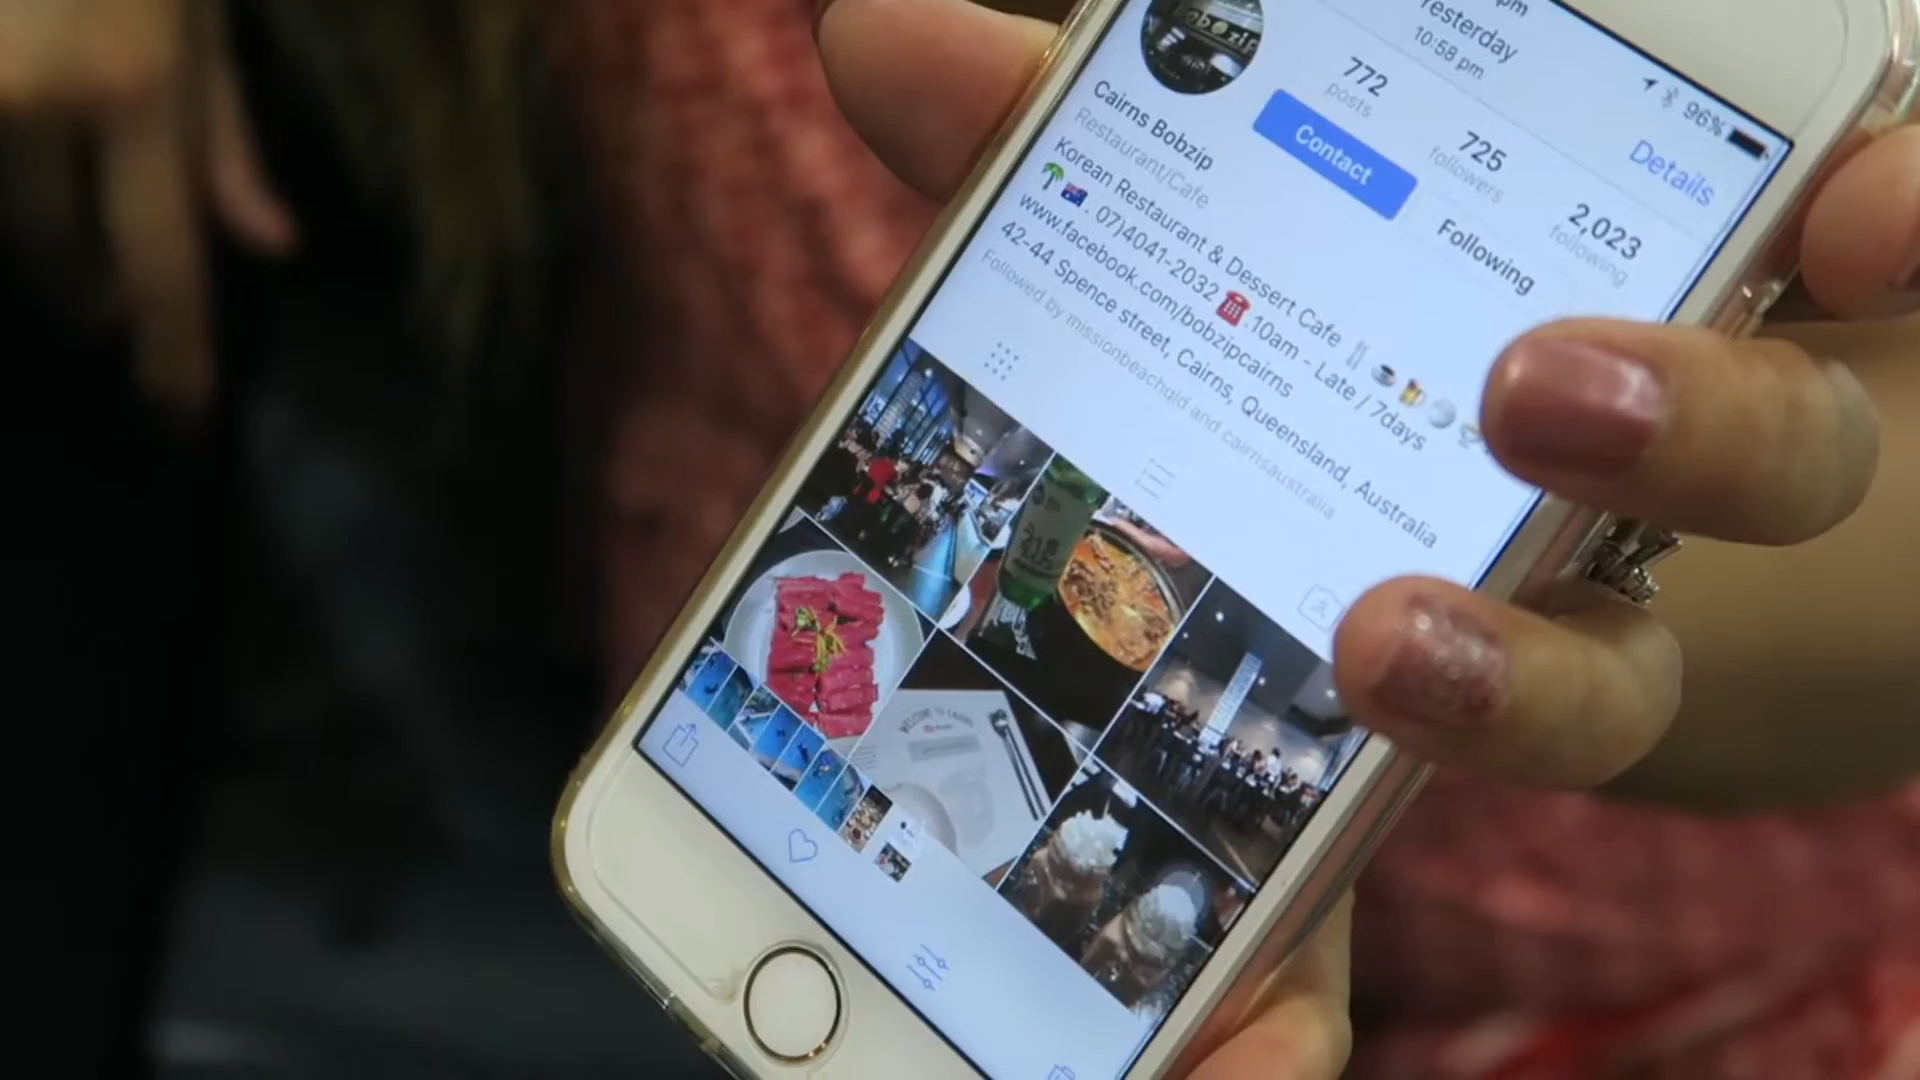 Yesterday
10:58 pm
96%
Details
772
posts
725
followers
2,023
following
Contact
Following
Cairns Bobzip
Restaurant/Cafe
Korean Restaurant & Dessert Cafe
07)4041-2032 ☎️.10am - Late / 7days
www.facebook.com/bobzipcairns
42-44 Spence street, Cairns, Queensland, Australia
Followed by missionbeachqld and cairnsaustralia